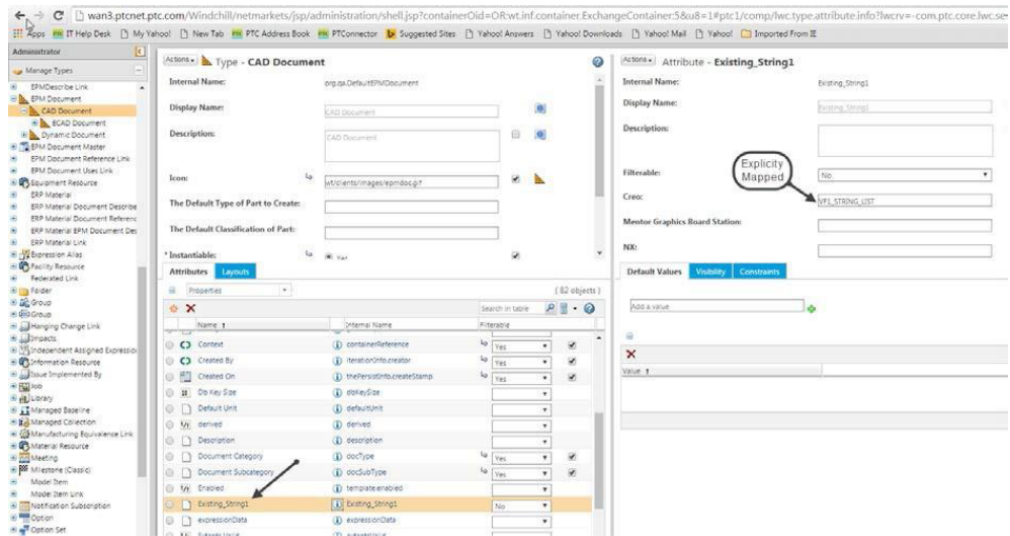 wan3.ptcnet.ptc.com/Windchill/netmarkets/jsp/administration/shell.jsp?containerOid=OR:wt.inf.container.ExchangeContainer:5&u8=1#ptc1/comp/lwc.type.attribute.info?lwcrv=-com.ptc.core.lwc.se
Apps IT Help Desk My Yahoo! New Tab PTC Address Book PTConnector Suggested Sites Yahoo! Answers Yahoo! Downloads Yahoo! Mail Yahoo! Imported From IE
Administrator
Manage Types
EPMDescribe Link
EPM Document
CAD Document
ECAD Document
Dynamic Document
EPM Document Master
EPM Document Reference Link
EPM Document Uses Link
Equipment Resource
ERP Material
ERP Material Document Describe
ERP Material Document Referenc
ERP Material EPM Document Des
ERP Material Link
Expression Alias
Facility Resource
Federated Link
Folder
Group
Group
Hanging Change Link
Impacts
Independent Assigned Expression
Information Resource
Issue Implemented By
Job
Library
Managed Baseline
Managed Collection
Manufacturing Equivalence Link
Material Resource
Meeting
Milestone (Classic)
Model Item
Model Item Link
Notification Subscription
Option
Option Set
Actions Type - CAD Document
Internal Name: org.qa.DefaultEPMDocument
Display Name: CAD Document
Description: CAD Document
Icon: wt/clients/images/epmdoc.gif
The Default Type of Part to Create:
The Default Classification of Part:
* Instantiable: Yes
Attributes Layouts
Properties (82 objects)
Search in table
Name Internal Name Filterable
Context containerReference Yes
Created By iterationInfo.creator Yes
Created On thePersistInfo.createStamp Yes
Db Key Size dbKeySize
Default Unit defaultUnit
derived derived
Description description
Document Category docType Yes
Document Subcategory docSubType Yes
Enabled template.enabled
Existing_String1 Existing_String1 No
expressionData expressionData
Actions Attribute - Existing_String1
Internal Name: Existing_String1
Display Name: Existing_String1
Description:
Explicity
Mapped
Filterable: No
Creo: VF1_STRING_LIST
Mentor Graphics Board Station:
NX:
Default Values Visibility Constraints
Add a value
Value